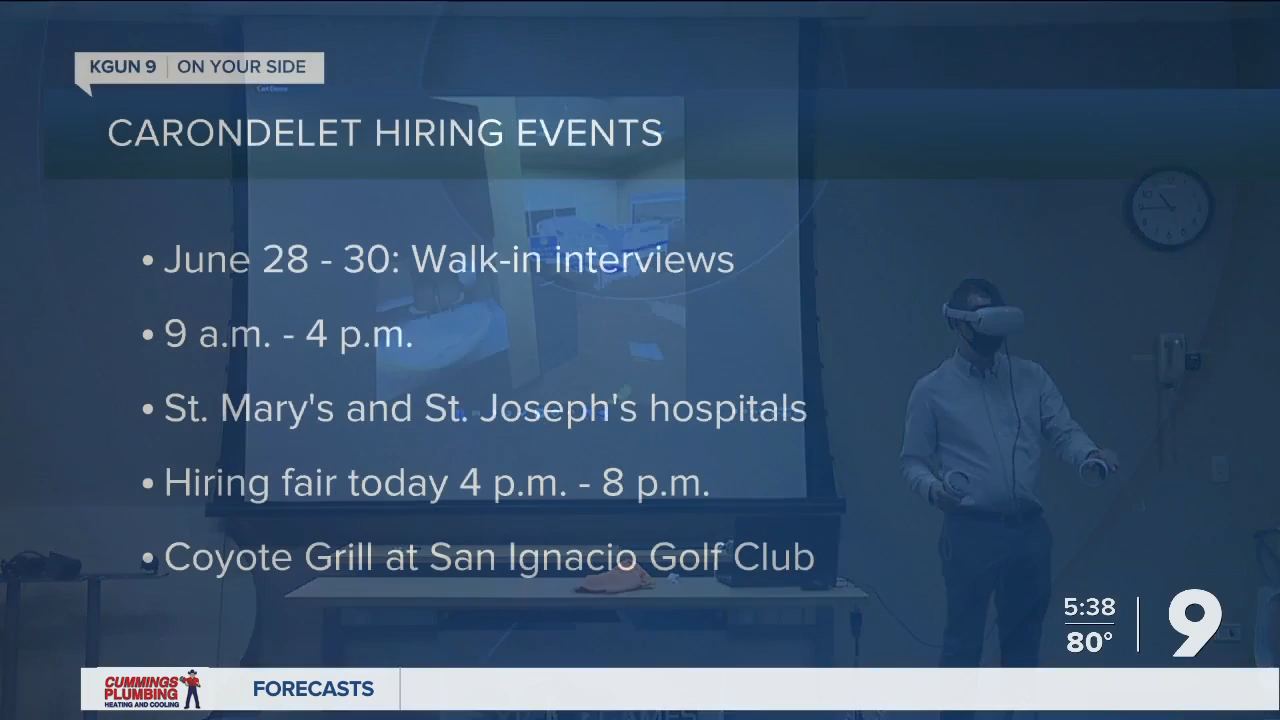 KGUN 9 | ON YOUR SIDE
CARONDELET HIRING EVENTS
• June 28 - 30: Walk-in interviews
• 9 a.m. - 4 p.m.
• St. Mary's and St. Joseph's hospitals
• Hiring fair today 4 p.m. - 8 p.m.
• Coyote Grill at San Ignacio Golf Club
5:38
80°
9
CUMMINGS
PLUMBING
HEATING AND COOLING
FORECASTS